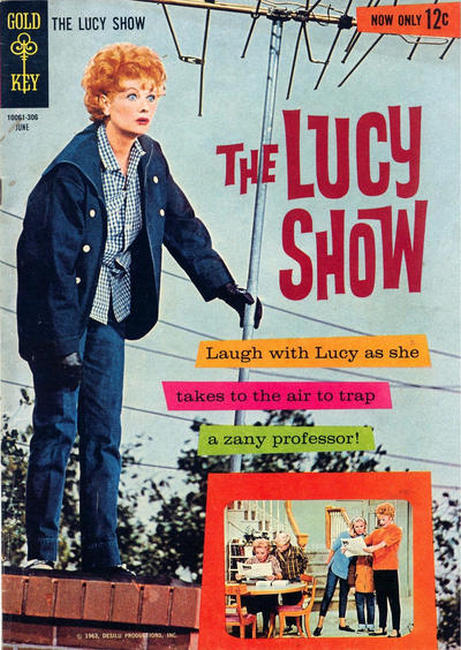 GOLD
KEY
THE LUCY SHOW
NOW ONLY 12¢
10061-306
JUNE
THE LUCY
SHOW
Laugh with Lucy as she
takes to the air to trap
a zany professor!
© 1963, DESILU PRODUCTIONS, INC.